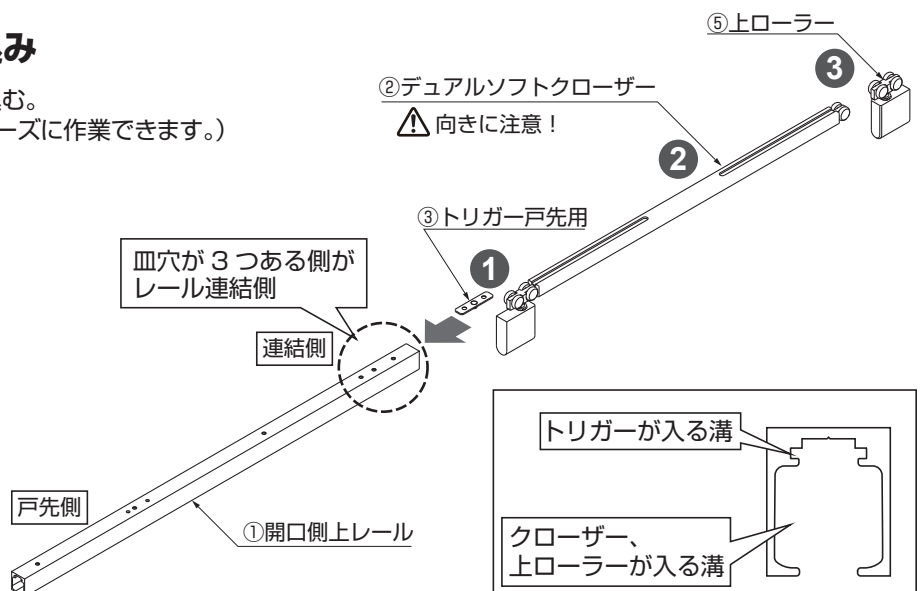 み
む。
ーズに作業できます。）
⑤上ローラー
3
②デュアルソフトクローザー
向きに注意！
2
③トリガー戸先用
1
皿穴が 3 つある側が
レール連結側
連結側
戸先側
①開口側上レール
トリガーが入る溝
クローザー、
上ローラーが入る溝